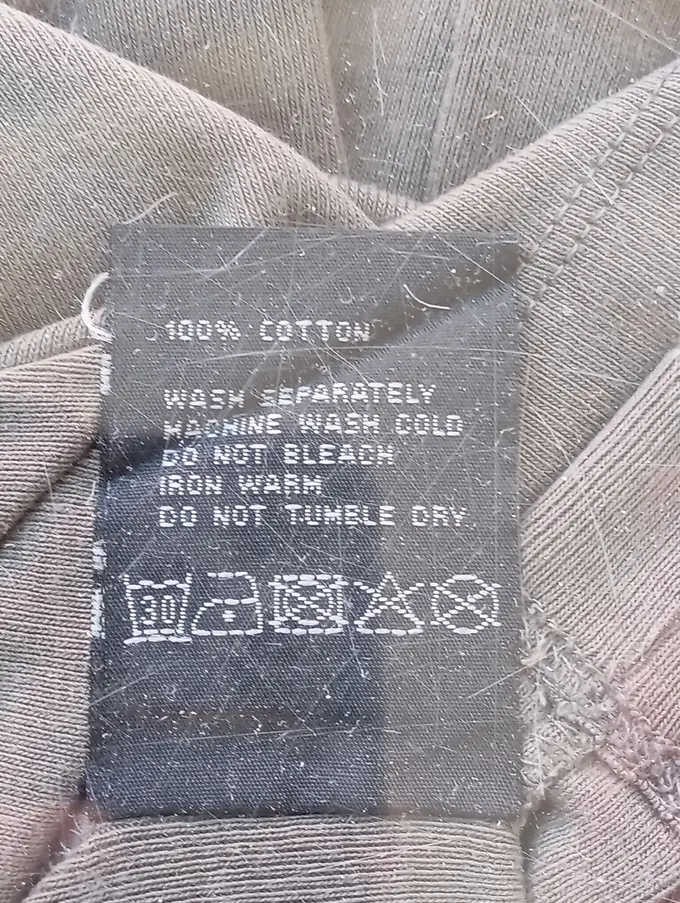 100% COTTON
WASH SEPARATELY
MACHINE WASH COLD
DO NOT BLEACH
IRON WARM
DO NOT TUMBLE DRY
30